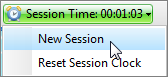 Session Time: 00:01:03
New Session
Reset Session Clock